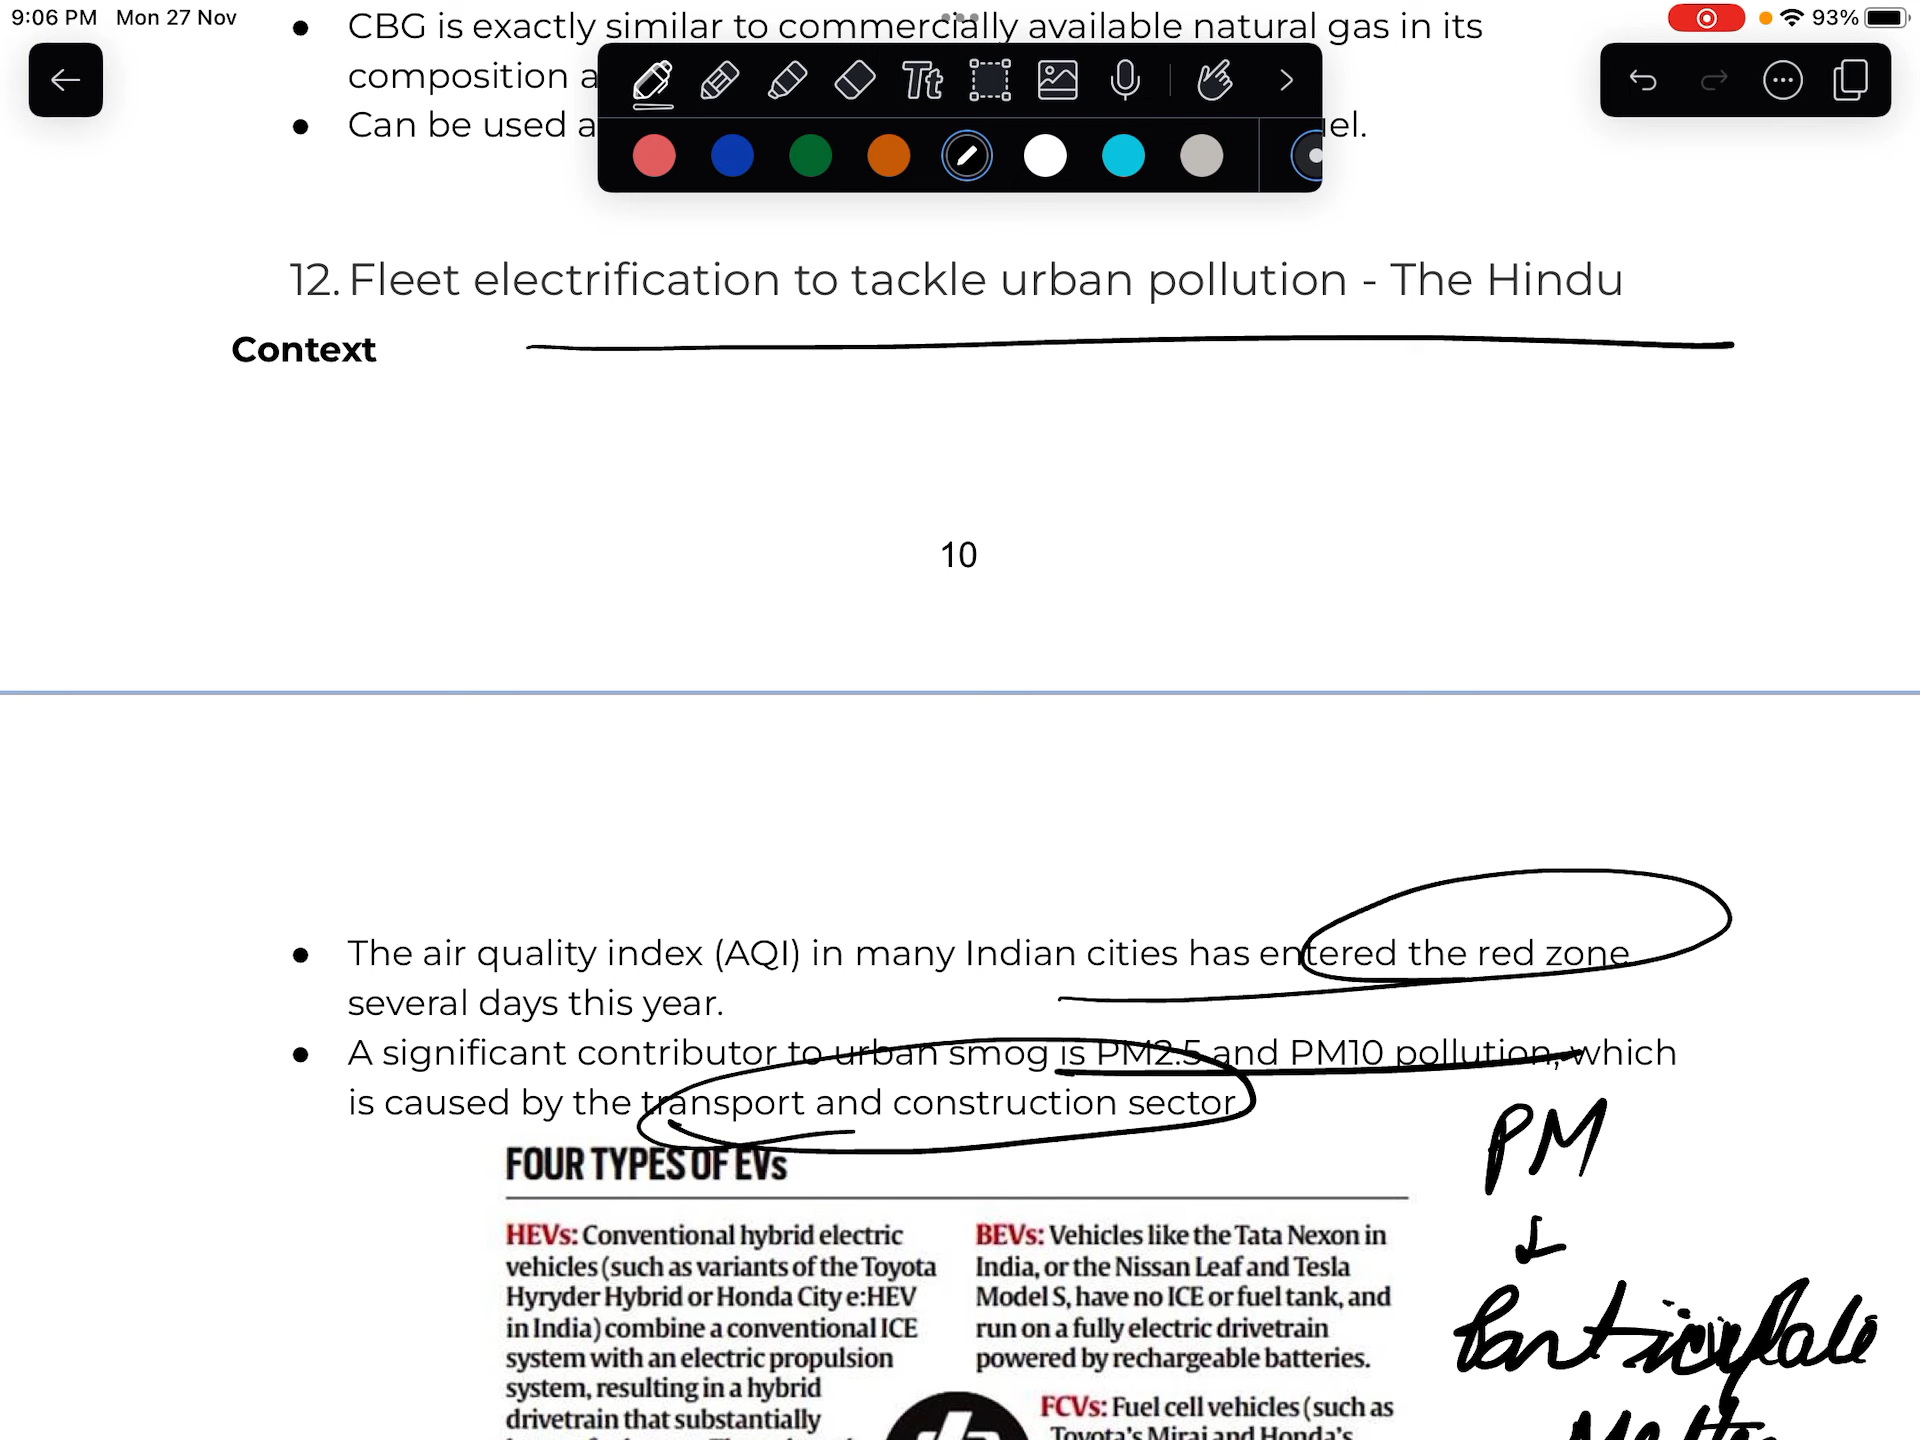 9:06 PM Mon 27 Nov
93%
CBG is exactly similar to commercially available natural gas in its
composition a
Can be used a
el.
Tt
12. Fleet electrification to tackle urban pollution - The Hindu
Context
10
The air quality index (AQI) in many Indian cities has entered the red zone
several days this year.
A significant contributor to urban smog is PM2.5 and PM10 pollution, which
is caused by the transport and construction sector
PM
Particulate
FOUR TYPES OF EVs
HEVs: Conventional hybrid electric
vehicles (such as variants of the Toyota
Hyryder Hybrid or Honda City e:HEV
in India) combine a conventional ICE
system with an electric propulsion
system, resulting in a hybrid
drivetrain that substantially
BEVs: Vehicles like the Tata Nexon in
India, or the Nissan Leaf and Tesla
Model S, have no ICE or fuel tank, and
run on a fully electric drivetrain
powered by rechargeable batteries.
FCVs: Fuel cell vehicles (such as
Toyota's Mirai and Honda's